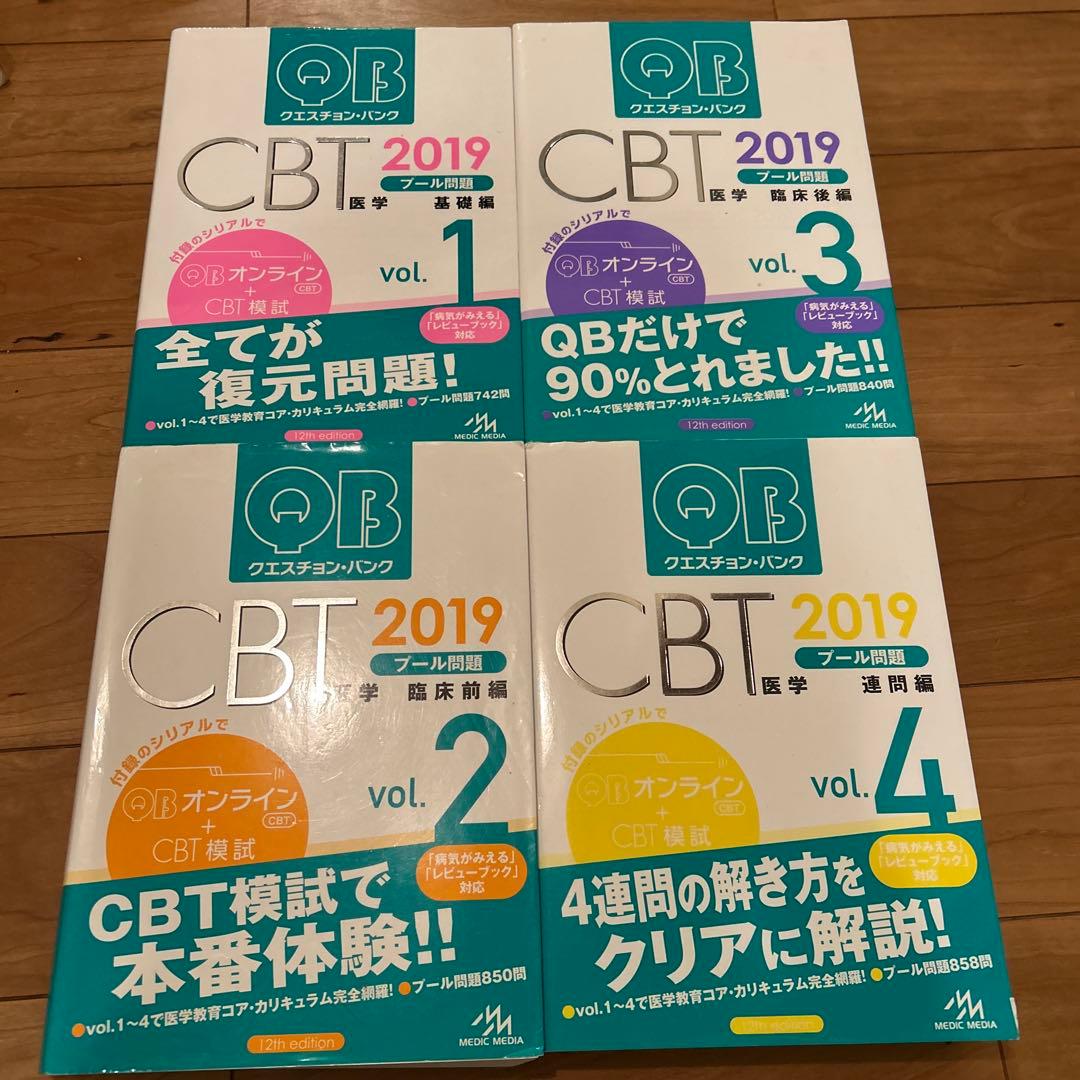 QB
クエスチョン・バンク
CBT 2019
プール問題
医学 基礎編
付録のシリアルで
QBオンライン
CBT
+
CBT模試
vol.1
「病気がみえる」
「レビューブック」
対応
全てが
復元問題!
●vol.1~4で医学教育コア・カリキュラム完全網羅! ●プール問題742問
12th edition
MEDIC MEDIA
QB
クエスチョン・バンク
CBT 2019
プール問題
医学 臨床後編
付録のシリアルで
QBオンライン
CBT
+
CBT模試
vol.3
「病気がみえる」
「レビューブック」
対応
QBだけで
90%とれました!!
●vol.1~4で医学教育コア・カリキュラム完全網羅! ●プール問題840問
12th edition
MEDIC MEDIA
QB
クエスチョン・バンク
CBT 2019
プール問題
医学 臨床前編
付録のシリアルで
QBオンライン
CBT
+
CBT模試
vol.2
「病気がみえる」
「レビューブック」
対応
CBT模試で
本番体験!!
●vol.1~4で医学教育コア・カリキュラム完全網羅! ●プール問題850問
12th edition
MEDIC MEDIA
QB
クエスチョン・バンク
CBT 2019
プール問題
医学 連問編
付録のシリアルで
QBオンライン
CBT
+
CBT模試
vol.4
「病気がみえる」
「レビューブック」
対応
4連問の解き方を
クリアに解説!
●vol.1~4で医学教育コア・カリキュラム完全網羅! ●プール問題858問
12th edition
MEDIC MEDIA